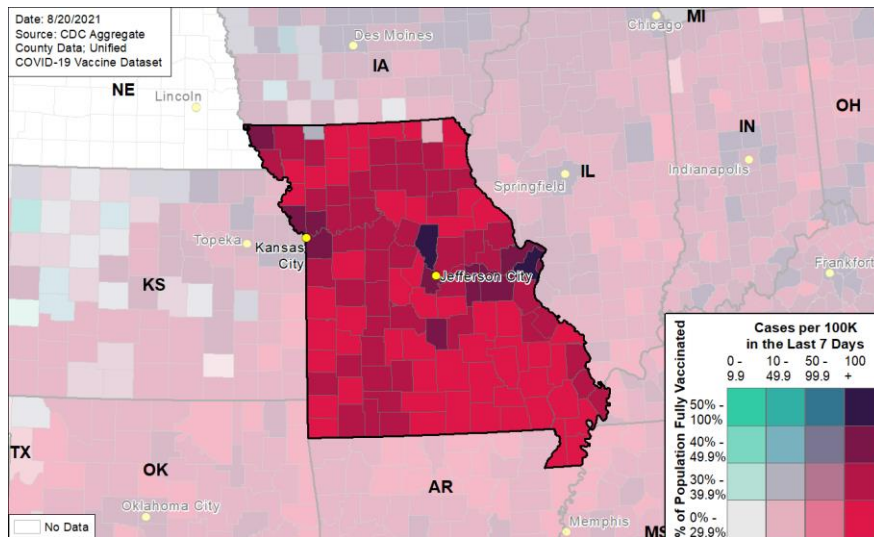 Date: 8/20/2021
Source: CDC Aggregate
County Data; Unified
COVID-19 Vaccine Dataset
MI
Chicago
Des Moines
IA
NE
Lincoln
OH
IN
Indianapolis
IL
Springfield
Topeka
Kansas
City
Jefferson City
Frankfort
KS
TX
OK
Oklahoma City
AR
Memphis
MS
No Data
Cases per 100K
in the Last 7 Days
0 -
9.9
10 -
49.9
50 -
99.9
100
+
% of Population Fully Vaccinated
50% -
100%
40% -
49.9%
30% -
39.9%
0% -
29.9%